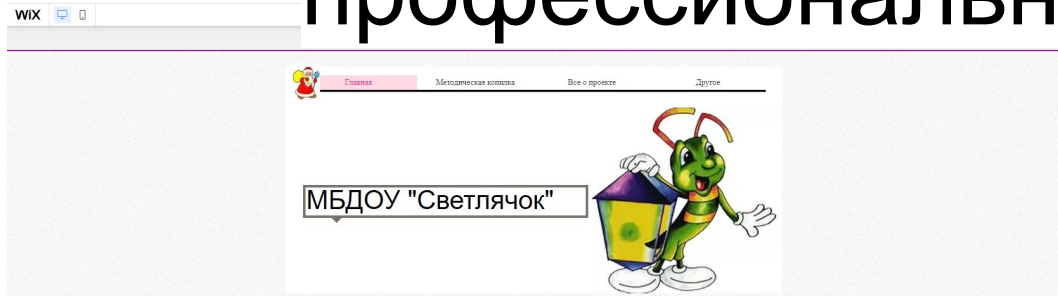 профессиональн
WiX
Главная Методическая копилка Все о проекте Другое
МБДОУ "Светлячок"